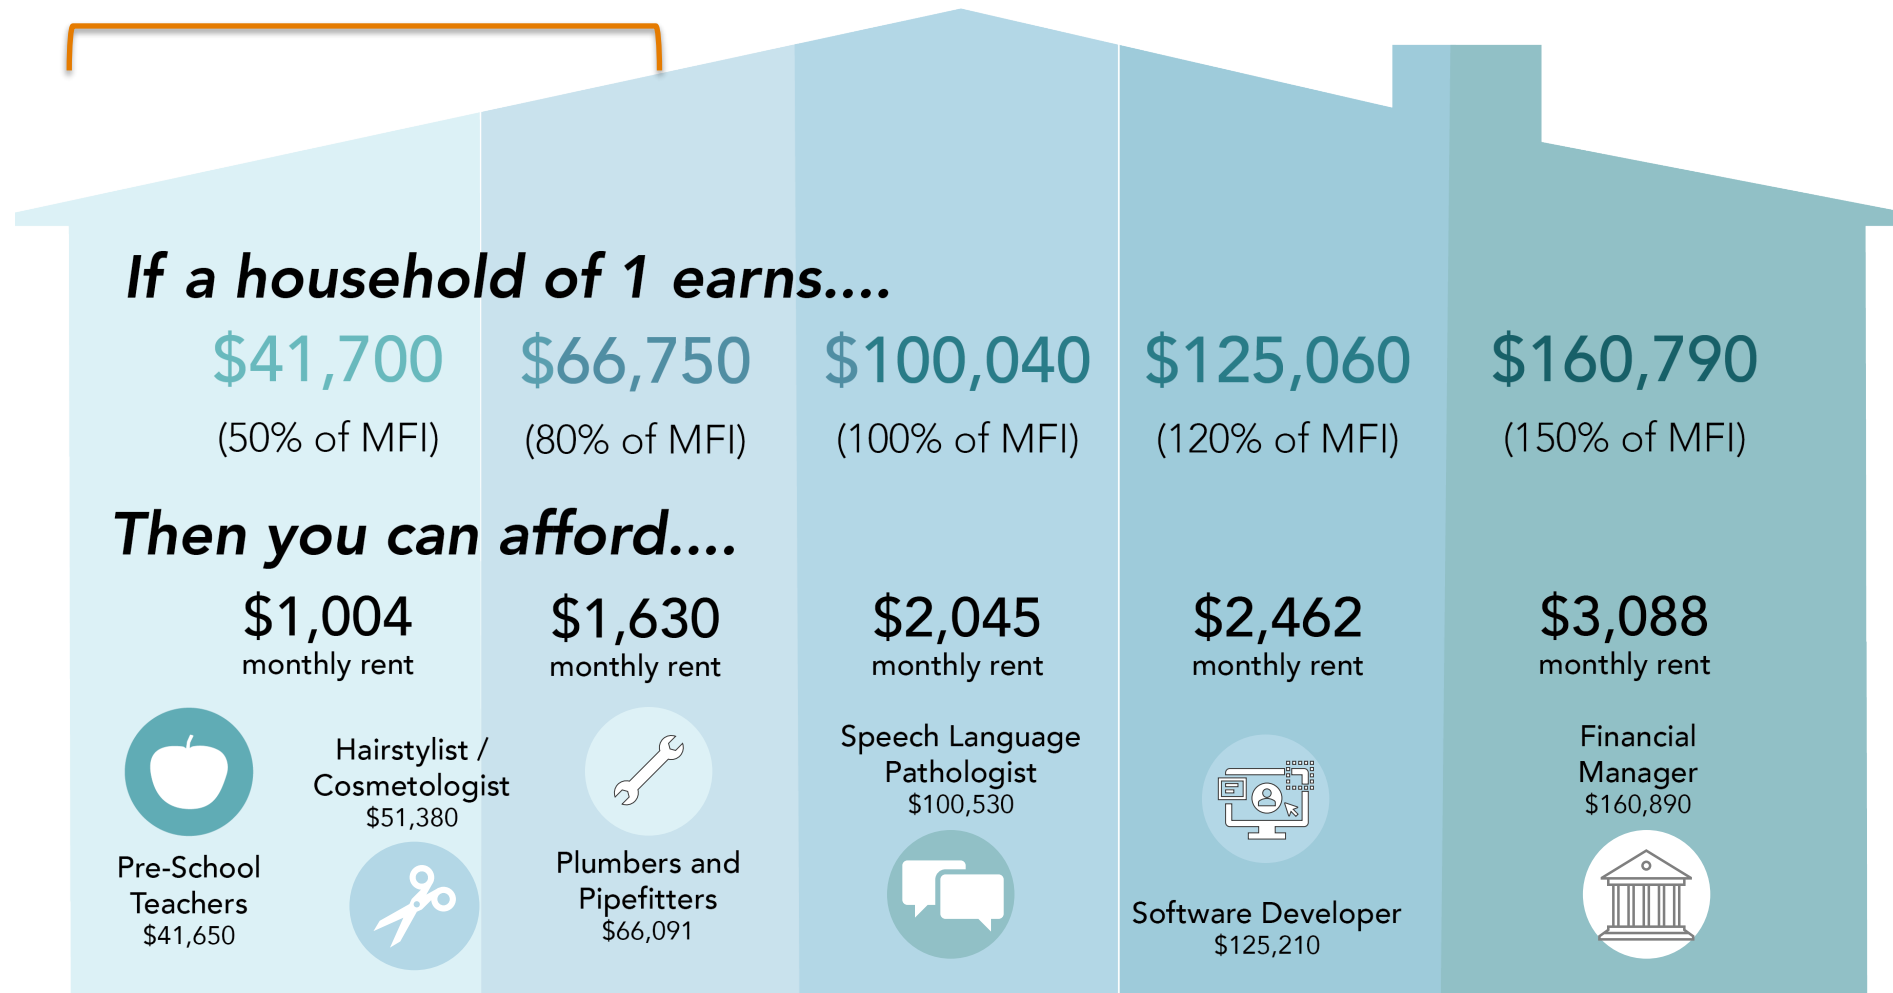 If a household of 1 earns....
$41,700
(50% of MFI)
$66,750
(80% of MFI)
$100,040
(100% of MFI)
$125,060
(120% of MFI)
$160,790
(150% of MFI)
Then you can afford....
$1,004
monthly rent
$1,630
monthly rent
$2,045
monthly rent
$2,462
monthly rent
$3,088
monthly rent
Pre-School
Teachers
$41,650
Hairstylist /
Cosmetologist
$51,380
Plumbers and
Pipefitters
$66,091
Speech Language
Pathologist
$100,530
Software Developer
$125,210
Financial
Manager
$160,890